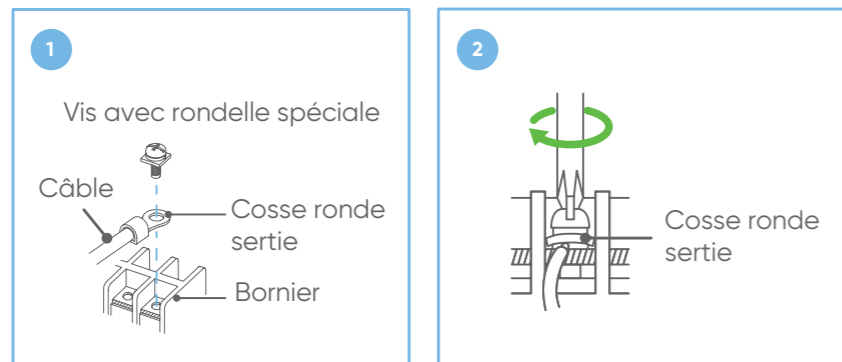 1
Vis avec rondelle spéciale
Câble
Cosse ronde
sertie
Bornier
2
Cosse ronde
sertie